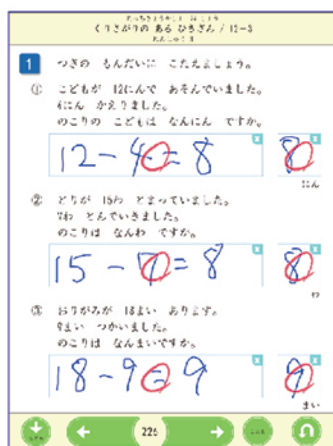 くりさがりの ある ひきざん / 12-3
1 つぎの もんだいに こたえましょう。
① こどもが 12にんで あそんでいました。
4にん かえりました。
のこりの こどもは なんにん ですか。
12-4=8 8
にん
② とりが 15わ とまっていました。
7わ とんでいきました。
のこりは なんわ ですか。
15-7=8 8
わ
③ おりがみが 18まい あります。
9まい つかいました。
のこりは なんまいですか。
18-9=9 9
まい
226